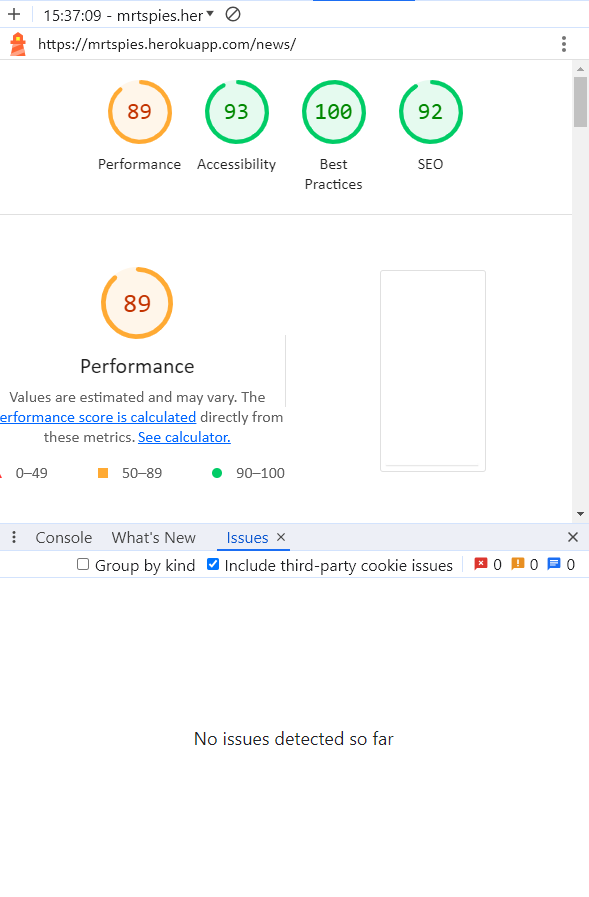 15:37:09 - mrtspies.her
https://mrtspies.herokuapp.com/news/
89 93 100 92
Performance Accessibility Best Practices SEO
89
Performance
Values are estimated and may vary. The
erformance score is calculated directly from
these metrics. See calculator.
0–49 50–89 90–100
Console What's New Issues
Group by kind Include third-party cookie issues 0 0 0
No issues detected so far